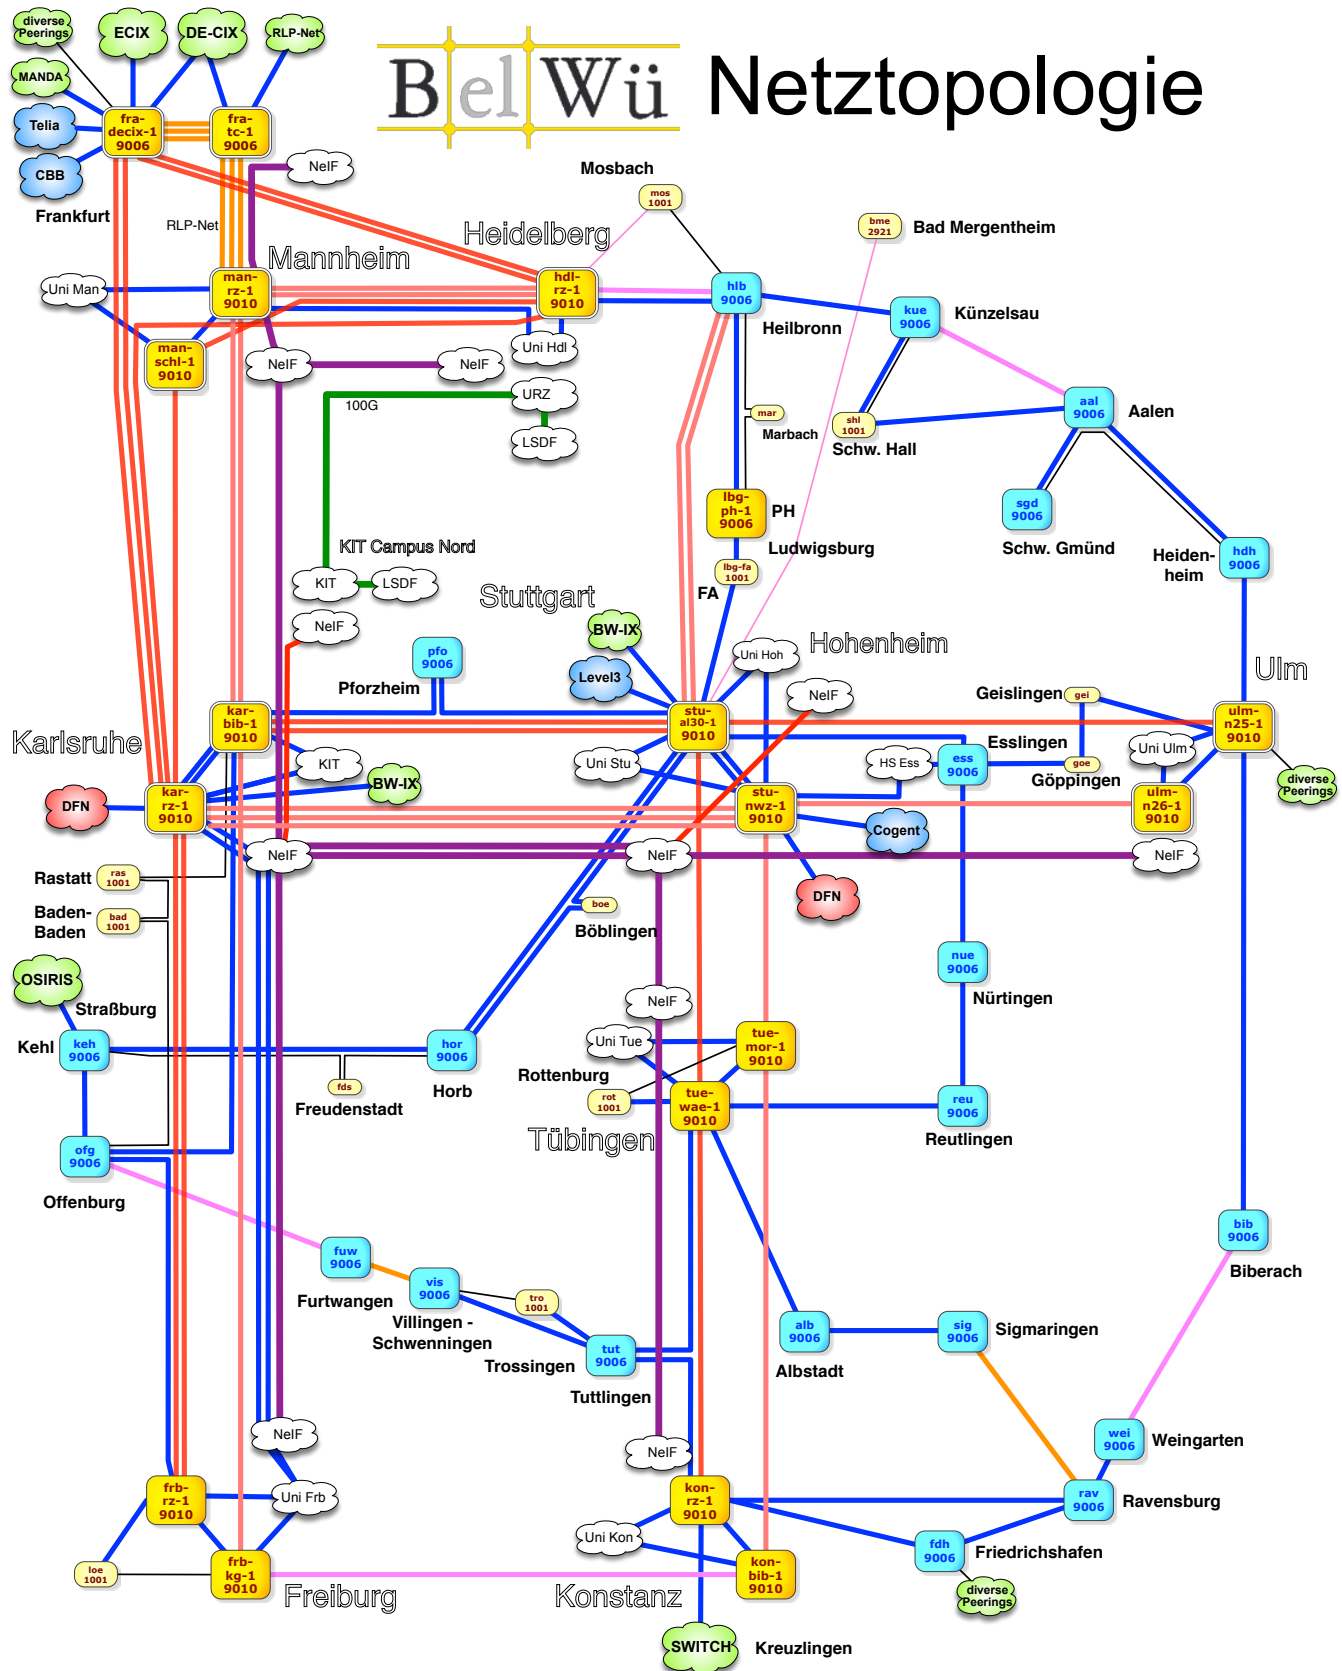 diverse
Peerings
ECIX
DE-CIX
RLP-Net
BelWü
Netztopologie
MANDA
Telia
CBB
Frankfurt
fra-
decix-1
9006
fra-
tc-1
9006
NeIF
RLP-Net
Mosbach
mos
1001
bme
2921
Bad Mergentheim
Heidelberg
Mannheim
Uni Man
man-
rz-1
9010
hdl-
rz-1
9010
hlb
9006
Heilbronn
kue
9006
Künzelsau
man-
schl-1
9010
NeIF
NeIF
Uni Hdl
100G
URZ
LSDF
mar
Marbach
shl
1001
Schw. Hall
aal
9006
Aalen
lbg-
ph-1
9006
PH
Ludwigsburg
sgd
9006
Schw. Gmünd
hdh
9006
Heiden-
heim
KIT Campus Nord
KIT
LSDF
lbg-fa
1001
FA
Stuttgart
NeIF
BW-IX
Level3
Uni Hoh
Hohenheim
pfo
9006
Pforzheim
NeIF
Geislingen
gei
Ulm
Karlsruhe
kar-
bib-1
9010
stu-
al30-1
9010
ulm-
n25-1
9010
Esslingen
ess
9006
HS Ess
goe
Göppingen
Uni Ulm
diverse
Peerings
KIT
BW-IX
Uni Stu
DFN
kar-
rz-1
9010
stu-
nwz-1
9010
ulm-
n26-1
9010
Cogent
NeIF
NeIF
NeIF
Rastatt
ras
1001
DFN
Baden-
Baden
bad
1001
boe
Böblingen
OSIRIS
Straßburg
nue
9006
Nürtingen
NeIF
Kehl
keh
9006
hor
9006
Horb
Uni Tue
tue-
mor-1
9010
fds
Freudenstadt
Rottenburg
rot
1001
tue-
wae-1
9010
reu
9006
Reutlingen
Tübingen
ofg
9006
Offenburg
bib
9006
Biberach
fuw
9006
Furtwangen
vis
9006
Villingen -
Schwenningen
tro
1001
Trossingen
tut
9006
Tuttlingen
alb
9006
Albstadt
sig
9006
Sigmaringen
NeIF
NeIF
wei
9006
Weingarten
frb-
rz-1
9010
Uni Frb
kon-
rz-1
9010
rav
9006
Ravensburg
Uni Kon
fdh
9006
Friedrichshafen
loe
1001
frb-
kg-1
9010
Freiburg
Konstanz
kon-
bib-1
9010
diverse
Peerings
SWITCH
Kreuzlingen